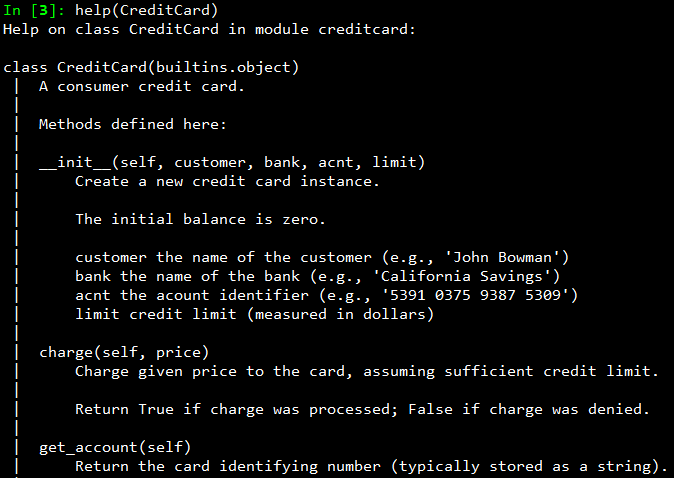 In [3]: help(CreditCard)
Help on class CreditCard in module creditcard:

class CreditCard(builtins.object)
 |  A consumer credit card.
 |
 |  Methods defined here:
 |
 |  __init__(self, customer, bank, acnt, limit)
 |      Create a new credit card instance.
 |
 |      The initial balance is zero.
 |
 |      customer the name of the customer (e.g., 'John Bowman')
 |      bank the name of the bank (e.g., 'California Savings')
 |      acnt the acount identifier (e.g., '5391 0375 9387 5309')
 |      limit credit limit (measured in dollars)
 |
 |  charge(self, price)
 |      Charge given price to the card, assuming sufficient credit limit.
 |
 |      Return True if charge was processed; False if charge was denied.
 |
 |  get_account(self)
 |      Return the card identifying number (typically stored as a string).